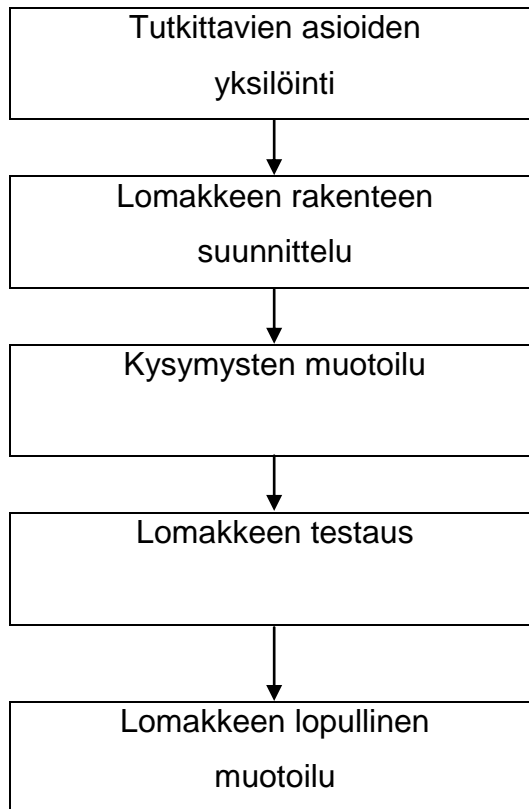 Tutkittavien asioiden
yksilöinti
Lomakkeen rakenteen
suunnittelu
Kysymysten muotoilu
Lomakkeen testaus
Lomakkeen lopullinen
muotoilu